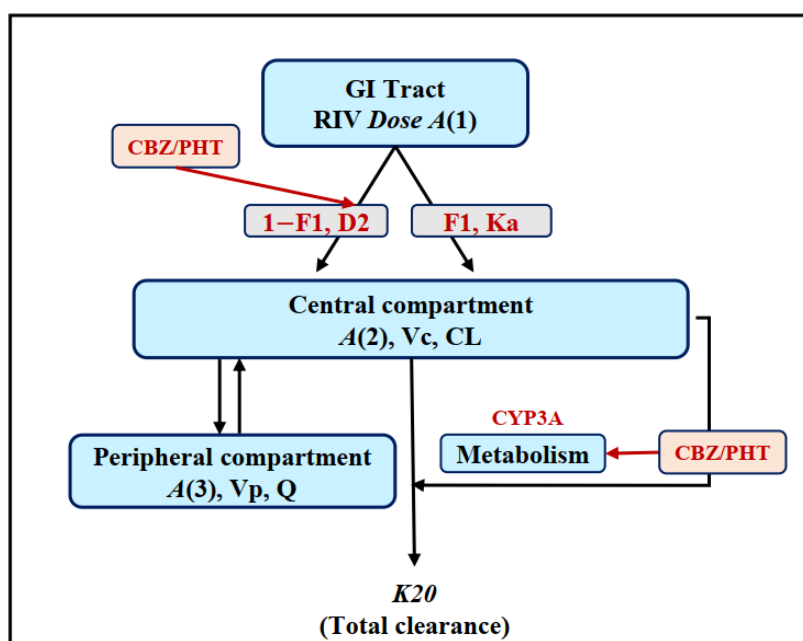 GI Tract
RIV Dose A(1)
CBZ/PHT
1−F1, D2
F1, Ka
Central compartment
A(2), Vc, CL
CYP3A
Metabolism
CBZ/PHT
Peripheral compartment
A(3), Vp, Q
K20
(Total clearance)